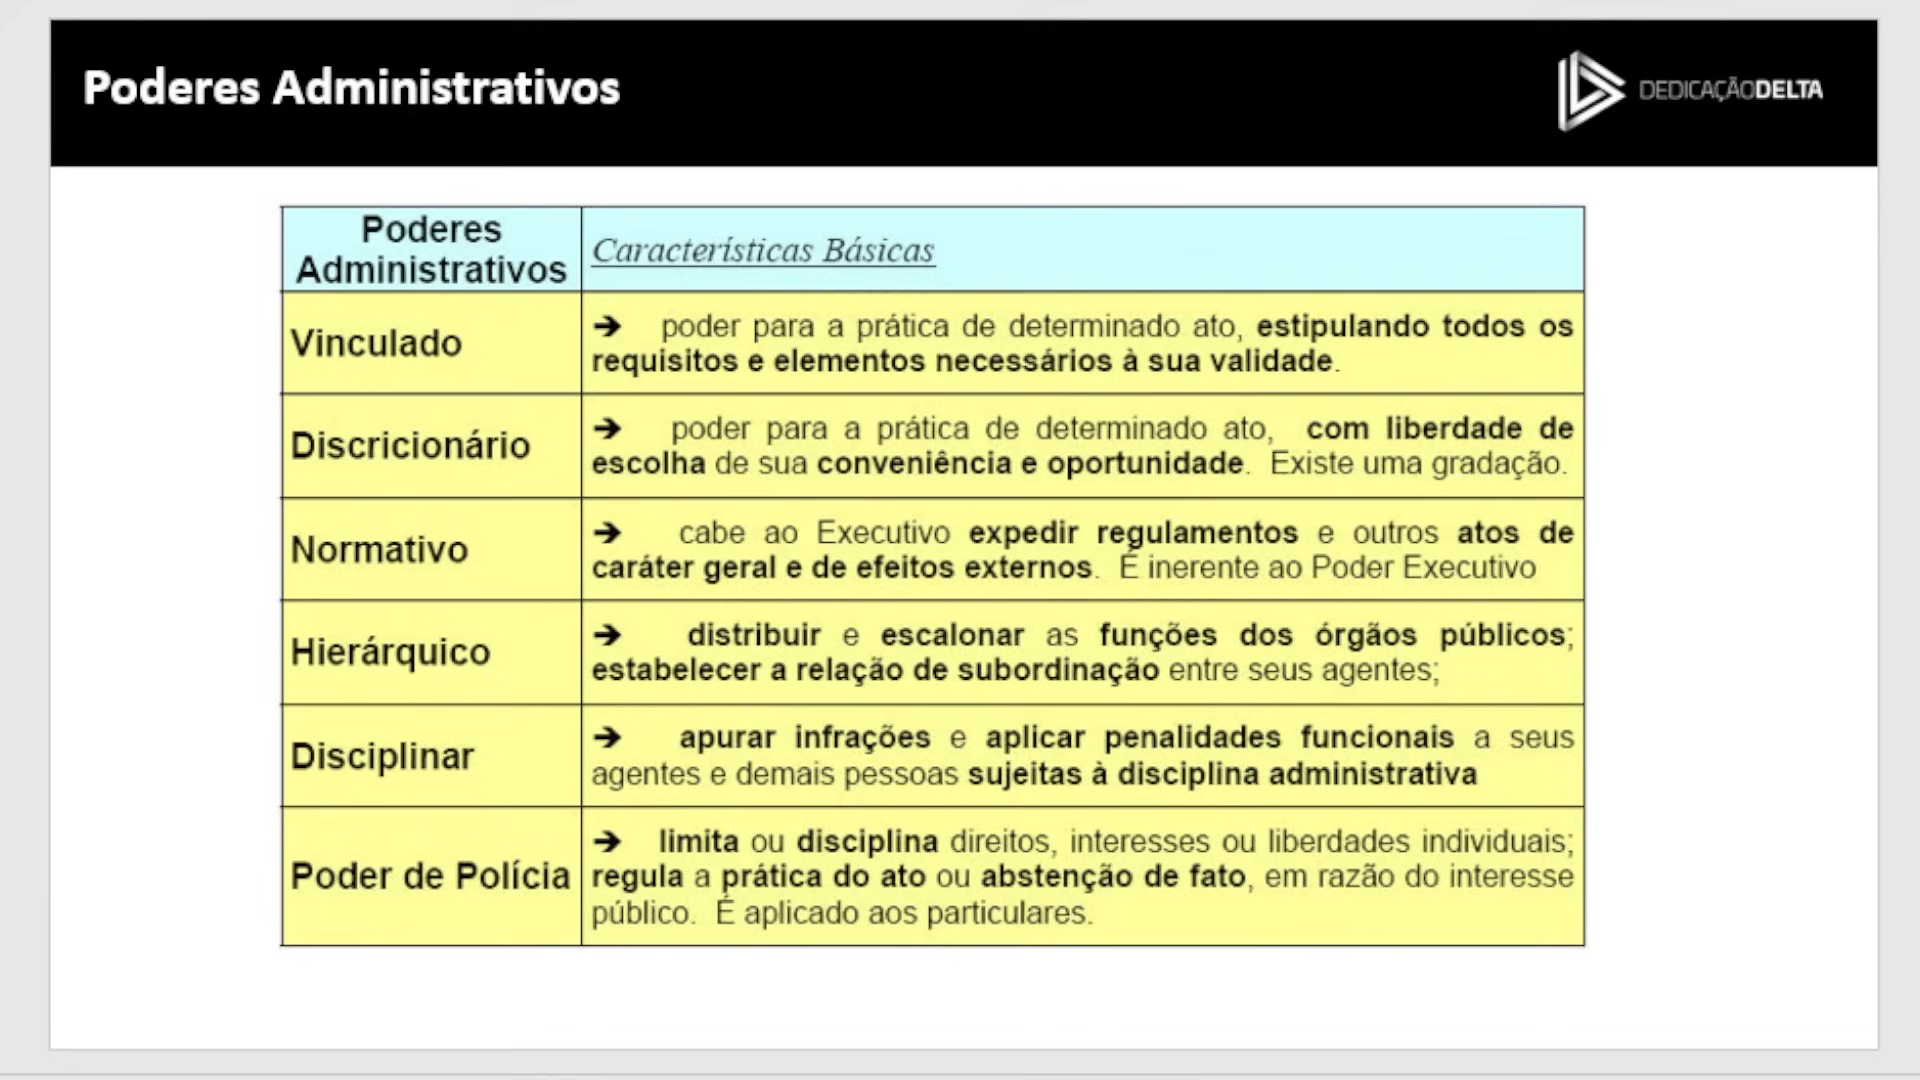 Poderes Administrativos
DEDICAÇÃODELTA
Poderes
Administrativos
Características Básicas
Vinculado
➔ poder para a prática de determinado ato, estipulando todos os
requisitos e elementos necessários à sua validade.
Discricionário
➔ poder para a prática de determinado ato, com liberdade de
escolha de sua conveniência e oportunidade. Existe uma gradação.
Normativo
➔ cabe ao Executivo expedir regulamentos e outros atos de
caráter geral e de efeitos externos. É inerente ao Poder Executivo
Hierárquico
➔ distribuir e escalonar as funções dos órgãos públicos;
estabelecer a relação de subordinação entre seus agentes;
Disciplinar
➔ apurar infrações e aplicar penalidades funcionais a seus
agentes e demais pessoas sujeitas à disciplina administrativa
Poder de Polícia
➔ limita ou disciplina direitos, interesses ou liberdades individuais;
regula a prática do ato ou abstenção de fato, em razão do interesse
público. É aplicado aos particulares.